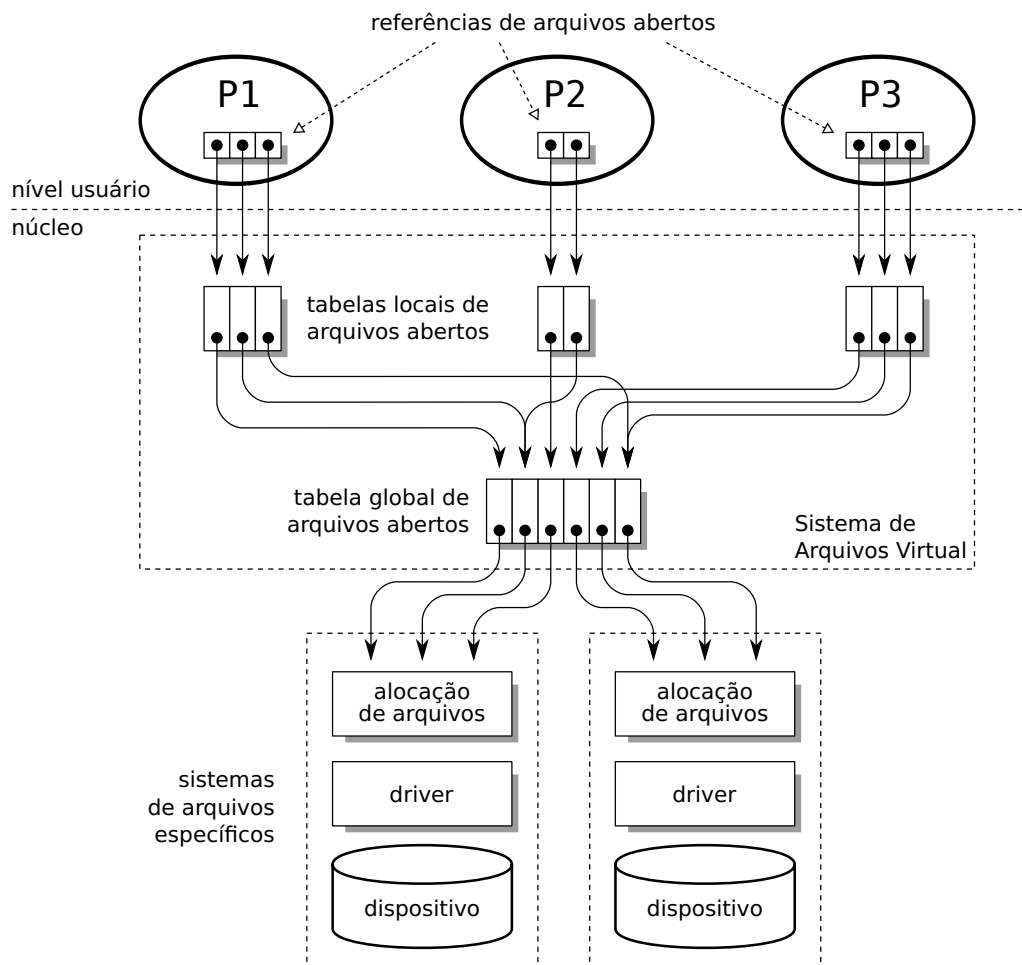 referências de arquivos abertos
P1
P2
P3
nível usuário
núcleo
tabelas locais de
arquivos abertos
tabela global de
arquivos abertos
Sistema de
Arquivos Virtual
alocação
de arquivos
alocação
de arquivos
sistemas
de arquivos
específicos
driver
driver
dispositivo
dispositivo